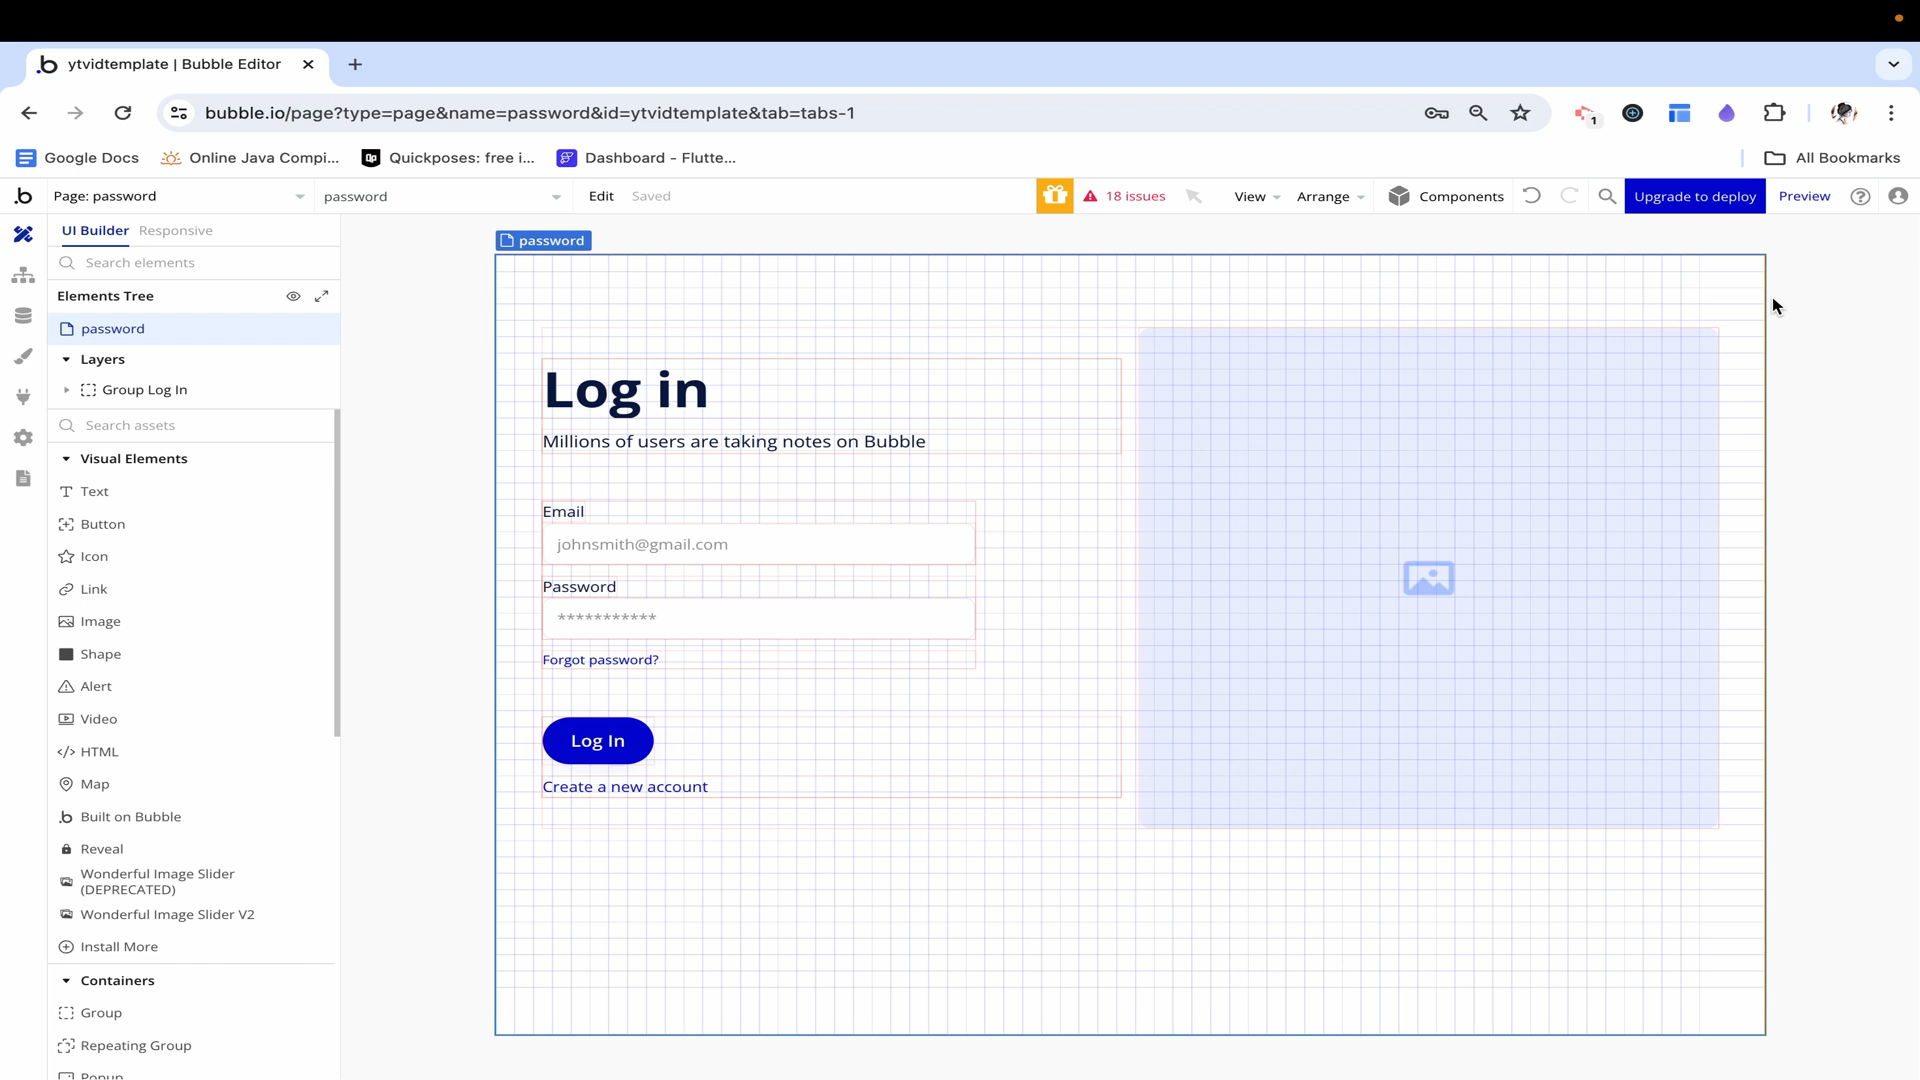 ytvidtemplate | Bubble Editor
bubble.io/page?type=page&name=password&id=ytvidtemplate&tab=tabs-1
1
Google Docs
Online Java Compi...
Quickposes: free i...
Dashboard - Flutte...
All Bookmarks
Page: password
password
Edit
Saved
18 issues
View
Arrange
Components
Upgrade to deploy
Preview
UI Builder
Responsive
Search elements
Elements Tree
password
Layers
Group Log In
Search assets
Visual Elements
Text
Button
Icon
Link
Image
Shape
Alert
Video
HTML
Map
Built on Bubble
Reveal
Wonderful Image Slider
(DEPRECATED)
Wonderful Image Slider V2
Install More
Containers
Group
Repeating Group
Popup
password
Log in
Millions of users are taking notes on Bubble
Email
johnsmith@gmail.com
Password
***********
Forgot password?
Log In
Create a new account